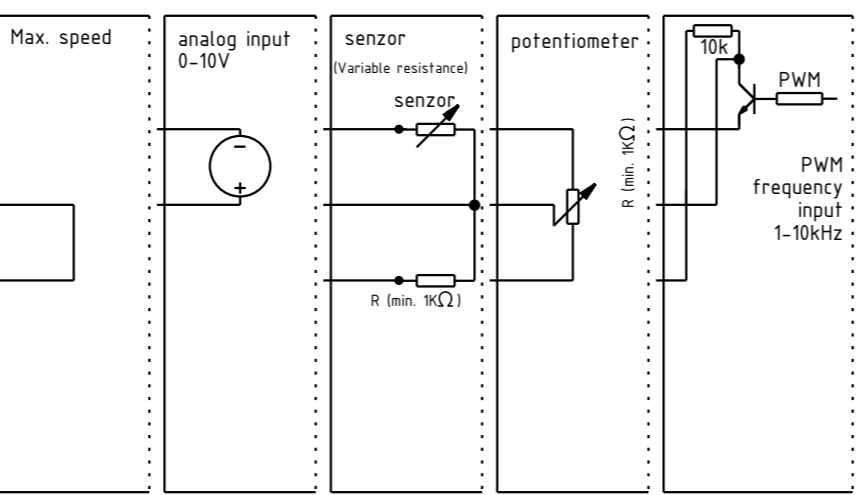 Max. speed
analog input
0-10V
−
+
senzor
(Variable resistance)
senzor
R (min. 1KΩ)
potentiometer
R (min. 1KΩ)
10k
PWM
PWM
frequency
input
1-10kHz